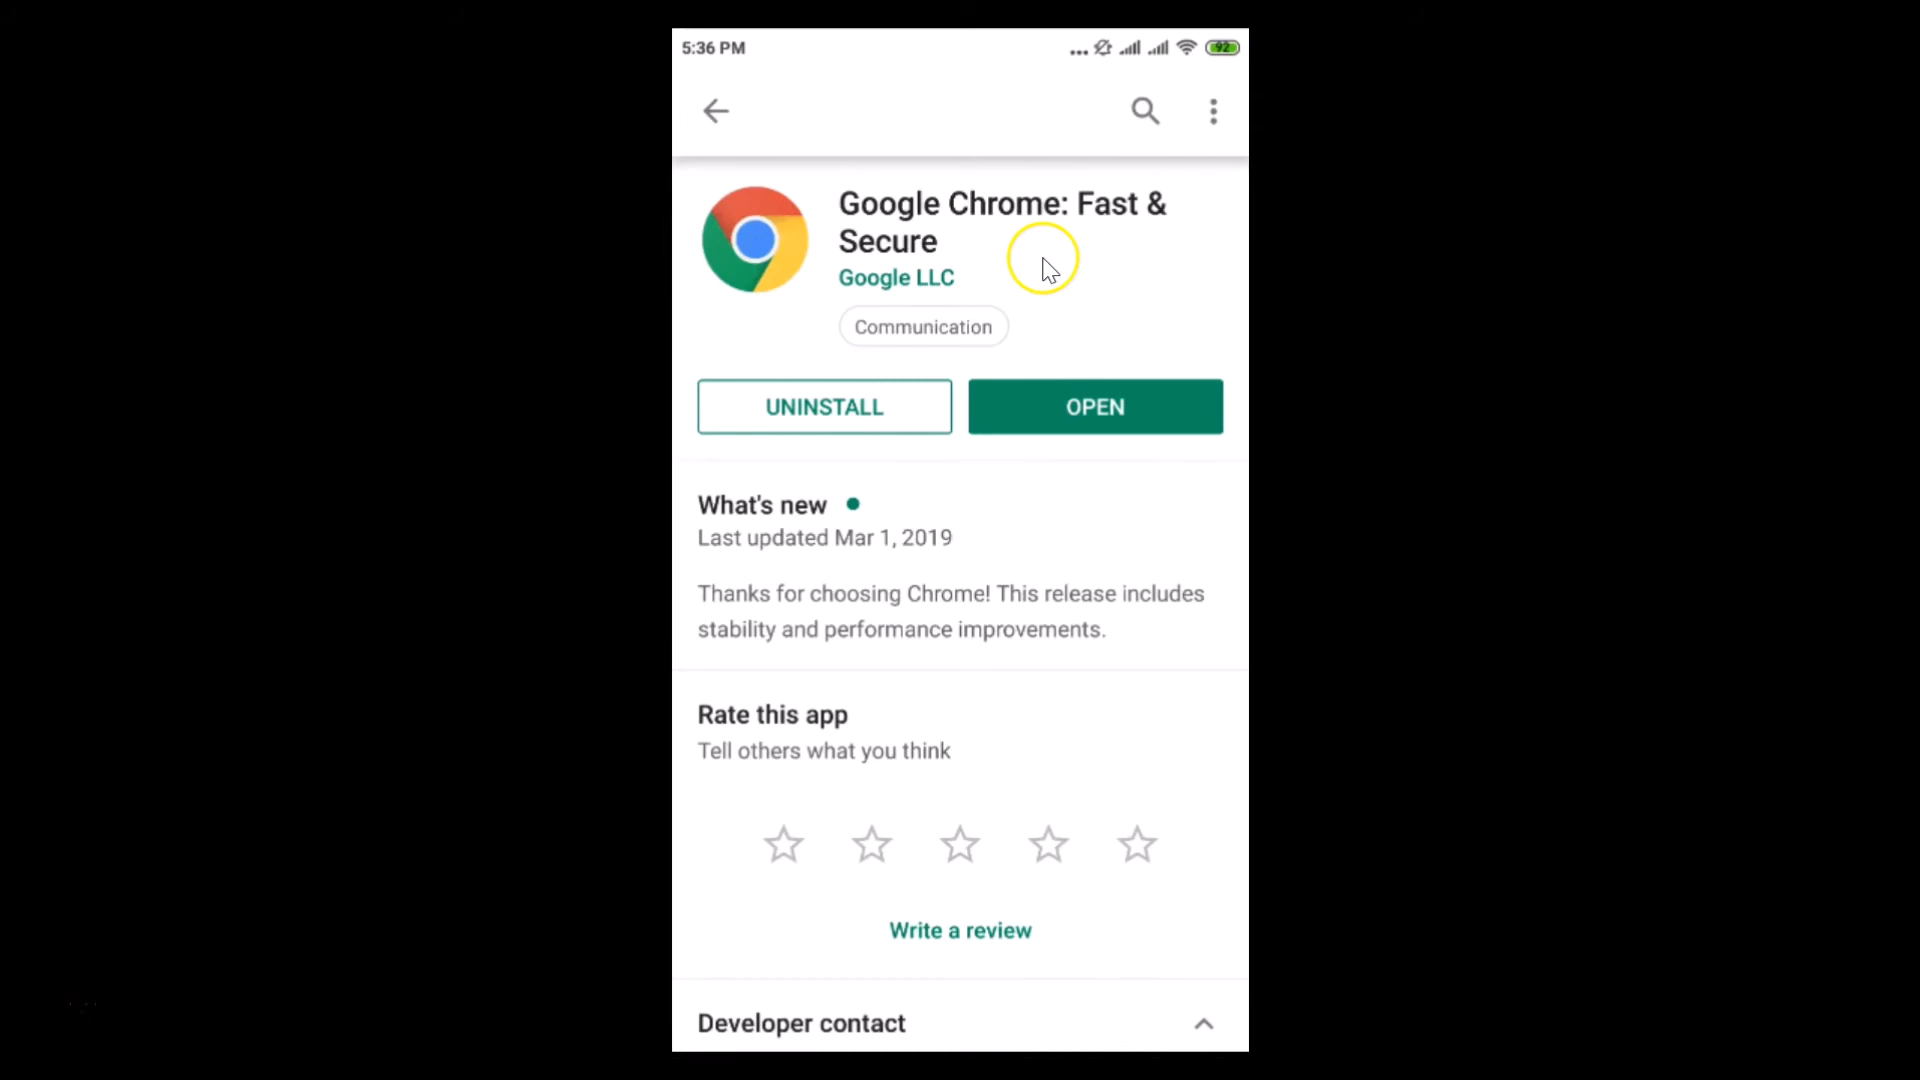 5:36 PM
92
Google Chrome: Fast &
Secure
Google LLC
Communication
UNINSTALL
OPEN
What's new
Last updated Mar 1, 2019
Thanks for choosing Chrome! This release includes
stability and performance improvements.
Rate this app
Tell others what you think
Write a review
Developer contact